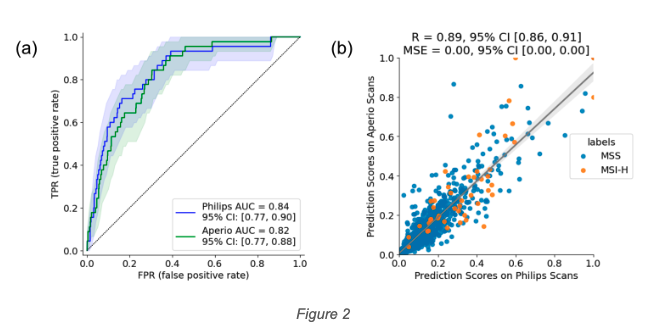 (a)
TPR (true positive rate)
1.0
0.8
0.6
0.4
0.2
0.0
0.0 0.2 0.4 0.6 0.8 1.0
FPR (false positive rate)
Philips AUC = 0.84
95% CI: [0.77, 0.90]
Aperio AUC = 0.82
95% CI: [0.77, 0.88]
(b)
R = 0.89, 95% CI [0.86, 0.91]
MSE = 0.00, 95% CI [0.00, 0.00]
Prediction Scores on Aperio Scans
1.0
0.8
0.6
0.4
0.2
0.0
0.0 0.2 0.4 0.6 0.8 1.0
Prediction Scores on Philips Scans
labels
MSS
MSI-H
Figure 2